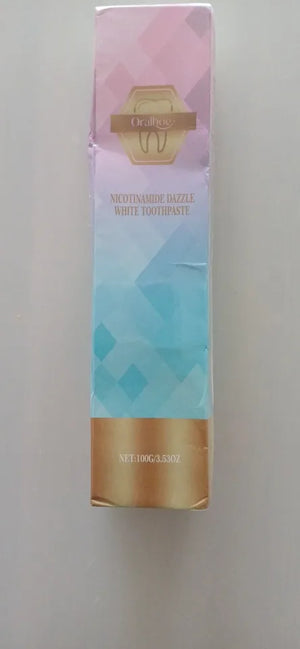 Oralhoe
NICOTINAMIDE DAZZLE
WHITE TOOTHPASTE
NET:100G/3.53OZ